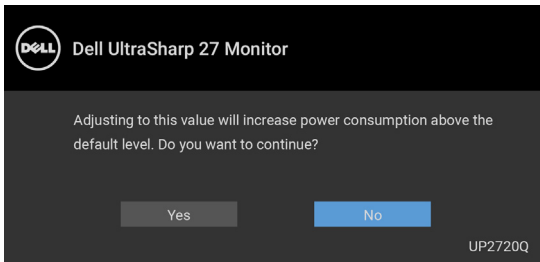 DELL
Dell UltraSharp 27 Monitor
Adjusting to this value will increase power consumption above the
default level. Do you want to continue?
Yes
No
UP2720Q